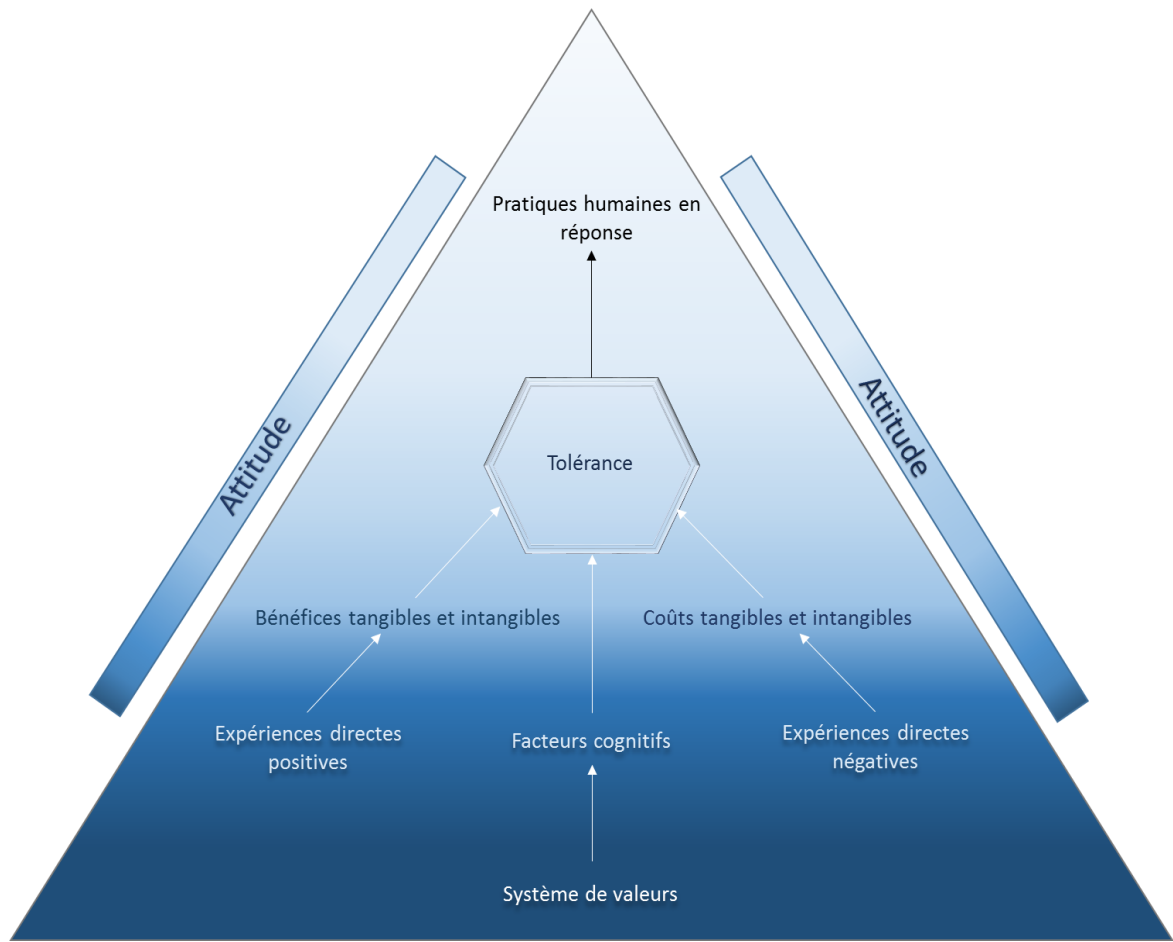 Pratiques humaines en
réponse
Attitude
Attitude
Tolérance
Bénéfices tangibles et intangibles
Coûts tangibles et intangibles
Expériences directes
positives
Facteurs cognitifs
Expériences directes
négatives
Système de valeurs